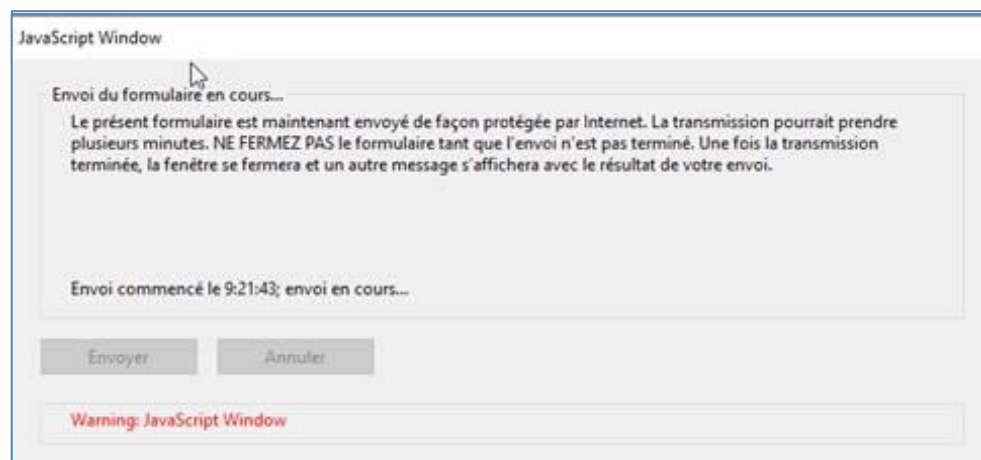 JavaScript Window
Envoi du formulaire en cours...
Le présent formulaire est maintenant envoyé de façon protégée par Internet. La transmission pourrait prendre
plusieurs minutes. NE FERMEZ PAS le formulaire tant que l'envoi n'est pas terminé. Une fois la transmission
terminée, la fenêtre se fermera et un autre message s'affichera avec le résultat de votre envoi.
Envoi commencé le 9:21:43; envoi en cours...
Envoyer Annuler
Warning: JavaScript Window